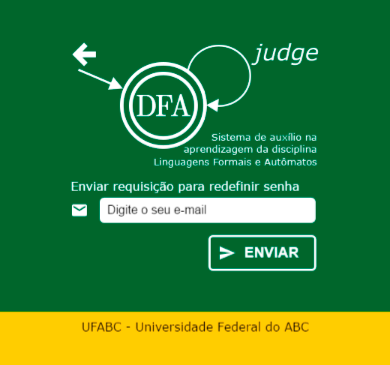 judge
DFA
Sistema de auxílio na
aprendizagem da disciplina
Linguagens Formais e Autômatos
Enviar requisição para redefinir senha
Digite o seu e-mail
ENVIAR
UFABC - Universidade Federal do ABC